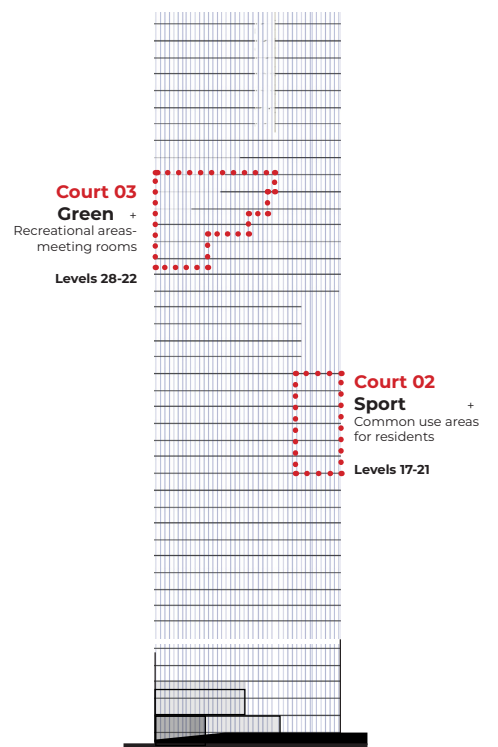 Court 03
Green +
Recreational areas-
meeting rooms
Levels 28-22
Court 02
Sport +
Common use areas
for residents
Levels 17-21